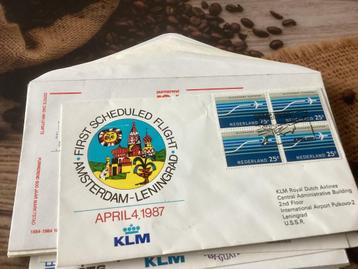 FIRST SCHEDULED FLIGHT
AMSTERDAM-LENINGRAD
APRIL 4, 1987
KLM
NEDERLAND 25c
NEDERLAND 25c
NEDERLAND 25c
NEDERLAND 25c
KLM Royal Dutch Airlines
Central Administrative Building
2nd Floor
International Airport Pulkovo-2
Leningrad
U.S.S.R.